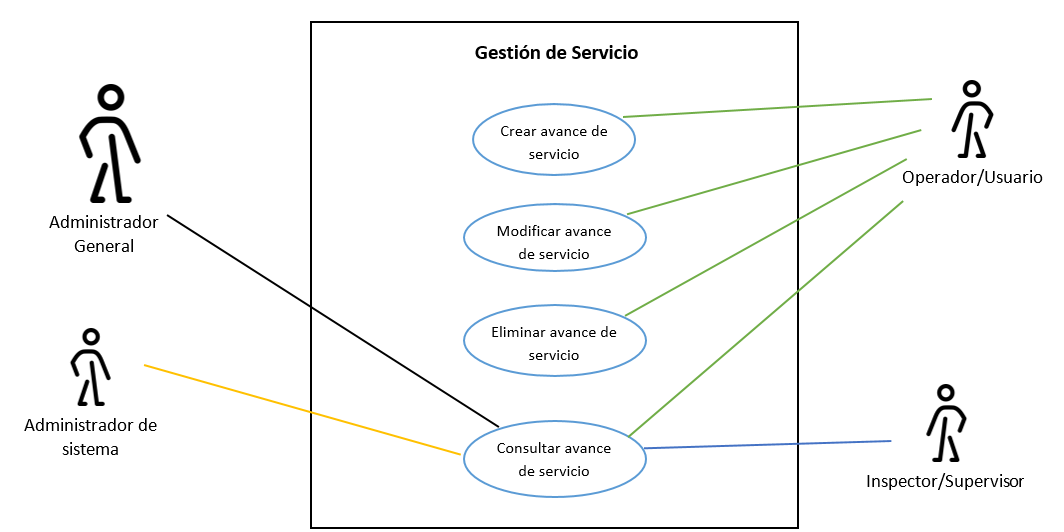 Gestión de Servicio
Crear avance de
servicio
Modificar avance
de servicio
Eliminar avance de
servicio
Consultar avance
de servicio
Administrador
General
Administrador de
sistema
Operador/Usuario
Inspector/Supervisor